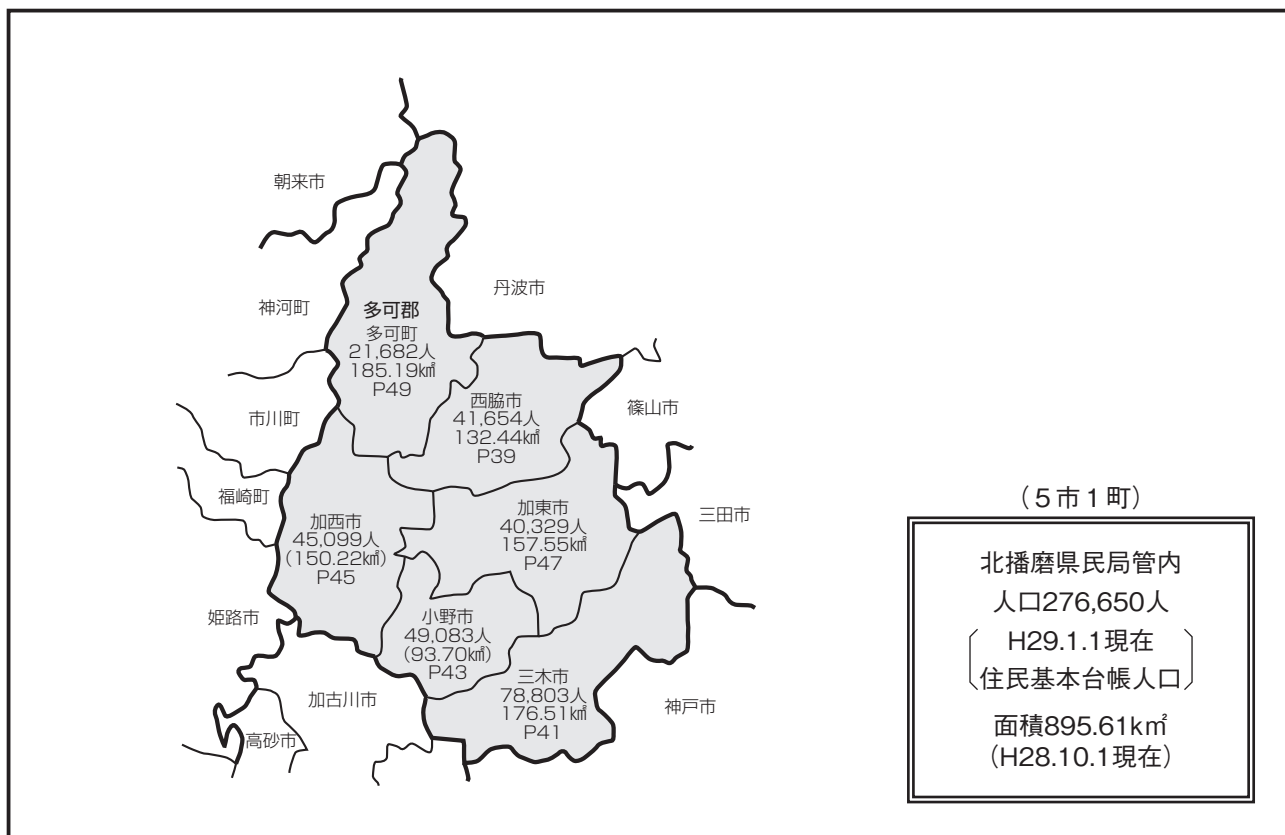 朝来市
丹波市
神河町
多可郡
多可町
21,682人
185.19㎢
P49
西脇市
41,654人
132.44㎢
P39
篠山市
市川町
福崎町
加西市
45,099人
(150.22㎢)
P45
加東市
40,329人
157.55㎢
P47
三田市
姫路市
小野市
49,083人
(93.70㎢)
P43
三木市
78,803人
176.51㎢
P41
加古川市
神戸市
高砂市
(5市1町)
北播磨県民局管内
人口276,650人
H29.1.1現在
住民基本台帳人口
面積895.61k㎡
(H28.10.1現在)